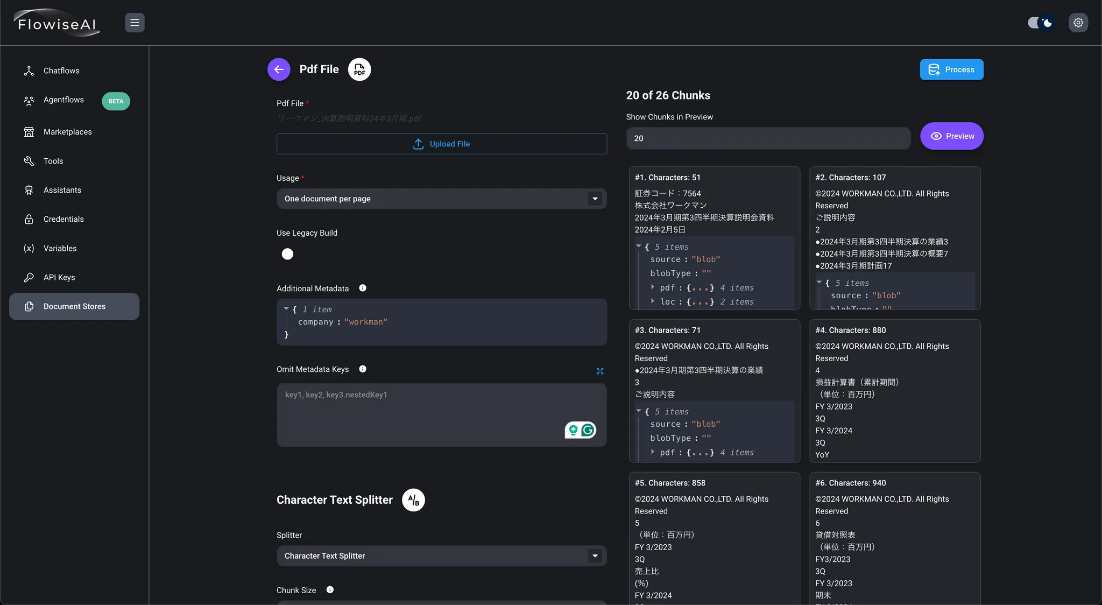 FlowiseAI
Chatflows
Agentflows
BETA
Marketplaces
Tools
Assistants
Credentials
Variables
API Keys
Document Stores
Pdf File
PDF
Process
Pdf File *
ワークマン_決算説明資料24年3月期.pdf
Upload File
Usage *
One document per page
Use Legacy Build
Additional Metadata
{ 1 item
company : "workman"
}
Omit Metadata Keys
key1, key2, key3.nestedKey1
Character Text Splitter
A/B
Splitter
Character Text Splitter
Chunk Size
20 of 26 Chunks
Show Chunks in Preview
20
Preview
#1. Characters: 51
証券コード：7564
株式会社ワークマン
2024年3月期第3四半期決算説明会資料
2024年2月5日
{ 5 items
source : "blob"
blobType : ""
pdf : {...} 4 items
loc : {...} 2 items
#2. Characters: 107
©2024 WORKMAN CO.,LTD. All Rights
Reserved
ご説明内容
2
●2024年3月期第3四半期決算の業績3
●2024年3月期第3四半期決算の概要7
●2024年3月期計画17
{ 5 items
source : "blob"
#3. Characters: 71
©2024 WORKMAN CO.,LTD. All Rights
Reserved
●2024年3月期第3四半期決算の業績
3
ご説明内容
{ 5 items
source : "blob"
blobType : ""
pdf : {...} 4 items
#4. Characters: 880
©2024 WORKMAN CO.,LTD. All Rights
Reserved
4
損益計算書（累計期間）
（単位：百万円）
FY 3/2023
3Q
FY 3/2024
3Q
YoY
#5. Characters: 858
©2024 WORKMAN CO.,LTD. All Rights
Reserved
5
（単位：百万円）
FY 3/2023
3Q
売上比
(%)
FY 3/2024
#6. Characters: 940
©2024 WORKMAN CO.,LTD. All Rights
Reserved
6
貸借対照表
（単位：百万円）
FY3/2023
3Q
FY 3/2023
期末